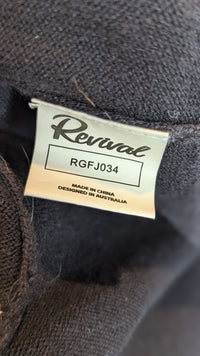 Revival
RGFJ034
MADE IN CHINA
DESIGNED IN AUSTRALIA